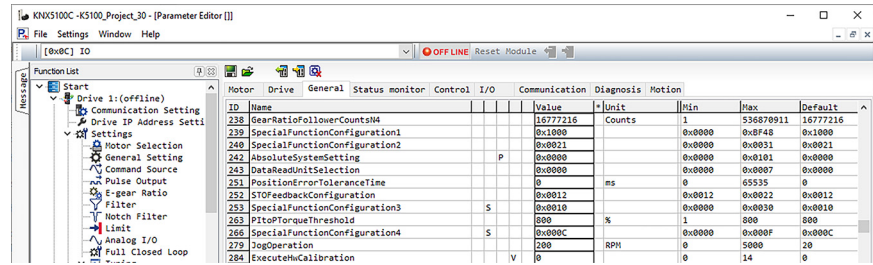 KNX5100C -K5100_Project_30 - [Parameter Editor []]
File Settings Window Help
[0x0C] IO OFF LINE Reset Module
Message
Function List
Start
Drive 1:(offline)
Communication Setting
Drive IP Address Setti
Settings
Motor Selection
General Setting
Command Source
Pulse Output
E-gear Ratio
Filter
Notch Filter
Limit
Analog I/O
Full Closed Loop
Motor Drive General Status monitor Control I/O Communication Diagnosis Motion
ID Name Value * Unit Min Max Default
238 GearRatioFollowerCountsN4 16777216 Counts 1 536870911 16777216
239 SpecialFunctionConfiguration1 0x1000 0x0000 0xBF48 0x1000
240 SpecialFunctionConfiguration2 0x0021 0x0000 0x0031 0x0021
242 AbsoluteSystemSetting P 0x0000 0x0000 0x0101 0x0000
243 DataReadUnitSelection 0x0000 0x0000 0x0007 0x0000
251 PositionErrorToleranceTime 0 ms 0 65535 0
252 STOFeedbackConfiguration 0x0012 0x0012 0x0022 0x0012
253 SpecialFunctionConfiguration3 S 0x0010 0x0000 0x0030 0x0010
263 PItoPTorqueThreshold 800 % 1 800 800
266 SpecialFunctionConfiguration4 S 0x000C 0x0000 0x000F 0x000C
279 JogOperation 200 RPM 0 5000 20
284 ExecuteHwCalibration V 0 0 14 0